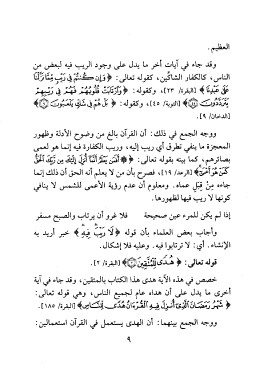 العظيم.
وقد جاء في آيات أخر ما يدل على وجود الريب فيه لبعض من
الناس، كالكفار الشاكّين، كقوله تعالى: ﴿وَإِن كُنتُمْ فِي رَيْبٍ مِّمَّا نَزَّلْنَا
عَلَىٰ عَبْدِنَا﴾ [البقرة/ ٢٣]، وكقوله: ﴿وَارْتَابَتْ قُلُوبُهُمْ فَهُمْ فِي رَيْبِهِمْ
يَتَرَدَّدُونَ﴾ [التوبة/ ٤٥]، وكقوله: ﴿بَلْ هُمْ فِي شَكٍّ يَلْعَبُونَ﴾
[الدخان/ ٩].
ووجه الجمع في ذلك: أن القرآن بالغ من وضوح الأدلة وظهور
المعجزة ما ينفي تطرق أي ريب إليه، وريب الكفار فيه إنما هو لعمى
بصائرهم، كما بينه بقوله تعالى: ﴿أَفَمَن يَعْلَمُ أَنَّمَا أُنزِلَ إِلَيْكَ مِن رَّبِّكَ الْحَقُّ
كَمَنْ هُوَ أَعْمَىٰ﴾ [الرعد/ ١٩]، فصرح بأن من لا يعلم أنه الحق أن ذلك إنما
جاءه من قِبَل عماه. ومعلوم أن عدم رؤية الأعمى للشمس لا ينافي
كونها لا ريب فيها لظهورها.
إذا لم يكن للمرء عين صحيحة فلا غرو أن يرتاب والصبح مسفر
وأجاب بعض العلماء بأن قوله ﴿لَا رَيْبَ فِيهِ﴾ خبر أريد به
الإنشاء. أي: لا ترتابوا فيه. وعليه فلا إشكال.
قوله تعالى: ﴿هُدًى لِّلْمُتَّقِينَ﴾ [البقرة/ ٢].
خصص في هذه الآية هدى هذا الكتاب بالمتقين، وقد جاء في آية
أخرى ما يدل على أن هداه عام لجميع الناس، وهي قوله تعالى:
﴿شَهْرُ رَمَضَانَ الَّذِي أُنزِلَ فِيهِ الْقُرْآنُ هُدًى لِّلنَّاسِ﴾ [البقرة/ ١٨٥].
ووجه الجمع بينهما: أن الهدى يستعمل في القرآن استعمالين:
٩